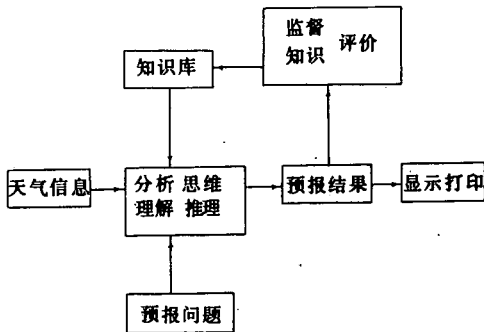 监督
知识 评价
知识库
天气信息
分析 思维
理解 推理
预报结果
显示打印
预报问题